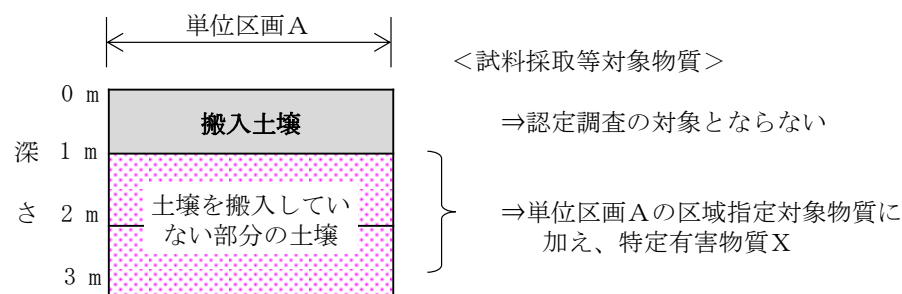 単位区画A
＜試料採取等対象物質＞
0 m
搬入土壌
⇒認定調査の対象とならない
深 1 m
さ 2 m
土壌を搬入してい
ない部分の土壌
⇒単位区画Aの区域指定対象物質に
加え、特定有害物質X
3 m